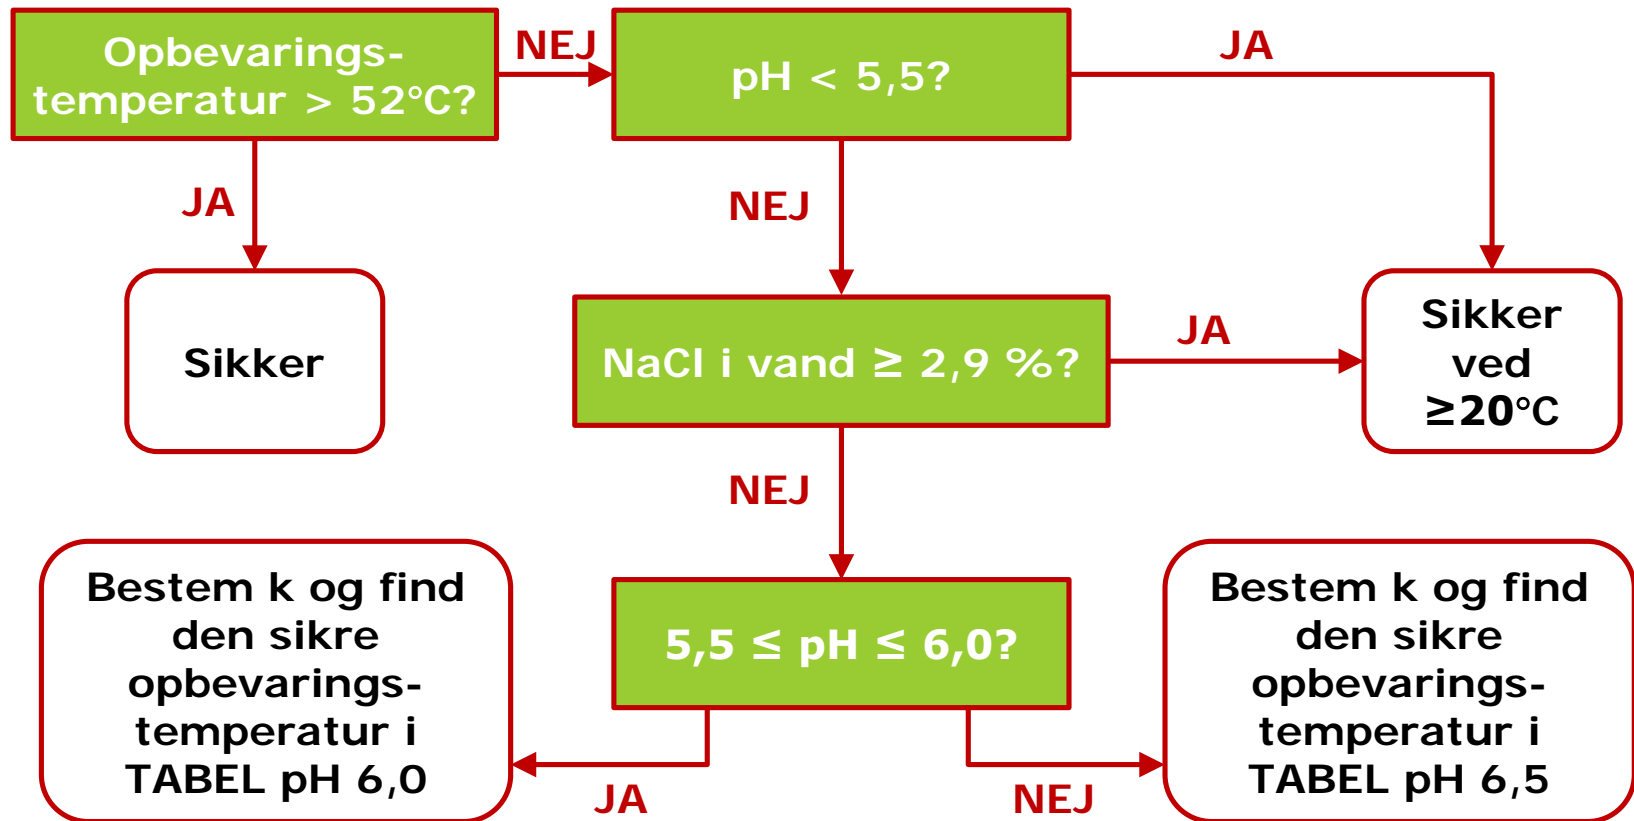 Opbevarings-
temperatur > 52°C?
NEJ
pH < 5,5?
JA
JA
NEJ
Sikker
NaCl i vand ≥ 2,9 %?
JA
Sikker
ved
≥20°C
NEJ
Bestem k og find
den sikre
opbevarings-
temperatur i
TABEL pH 6,0
5,5 ≤ pH ≤ 6,0?
Bestem k og find
den sikre
opbevarings-
temperatur i
TABEL pH 6,5
JA
NEJ